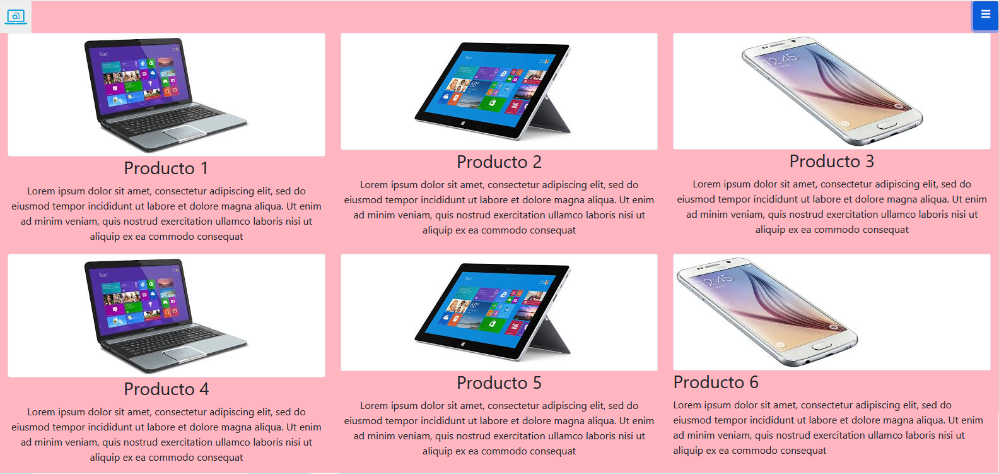 Start
Start
12:45
Producto 1
Producto 2
Producto 3
Lorem ipsum dolor sit amet, consectetur adipiscing elit, sed do
eiusmod tempor incididunt ut labore et dolore magna aliqua. Ut enim
ad minim veniam, quis nostrud exercitation ullamco laboris nisi ut
aliquip ex ea commodo consequat
Lorem ipsum dolor sit amet, consectetur adipiscing elit, sed do
eiusmod tempor incididunt ut labore et dolore magna aliqua. Ut enim
ad minim veniam, quis nostrud exercitation ullamco laboris nisi ut
aliquip ex ea commodo consequat
Lorem ipsum dolor sit amet, consectetur adipiscing elit, sed do
eiusmod tempor incididunt ut labore et dolore magna aliqua. Ut enim
ad minim veniam, quis nostrud exercitation ullamco laboris nisi ut
aliquip ex ea commodo consequat
Start
Start
12:45
Producto 4
Producto 5
Producto 6
Lorem ipsum dolor sit amet, consectetur adipiscing elit, sed do
eiusmod tempor incididunt ut labore et dolore magna aliqua. Ut enim
ad minim veniam, quis nostrud exercitation ullamco laboris nisi ut
aliquip ex ea commodo consequat
Lorem ipsum dolor sit amet, consectetur adipiscing elit, sed do
eiusmod tempor incididunt ut labore et dolore magna aliqua. Ut enim
ad minim veniam, quis nostrud exercitation ullamco laboris nisi ut
aliquip ex ea commodo consequat
Lorem ipsum dolor sit amet, consectetur adipiscing elit, sed do
eiusmod tempor incididunt ut labore et dolore magna aliqua. Ut enim
ad minim veniam, quis nostrud exercitation ullamco laboris nisi ut
aliquip ex ea commodo consequat